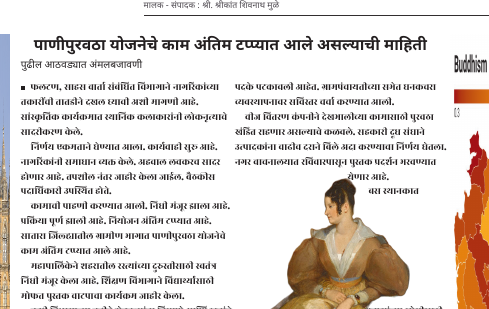 मालक - संपादक : श्री. श्रीकांत शिवनाथ मुळे
पाणीपुरवठा योजनेचे काम अंतिम टप्प्यात आले असल्याची माहिती
पुढील आठवड्यात अंमलबजावणी
■ फलटण, साहस वार्ता संबंधित विभागाने नागरिकांच्या
तक्रारींची तातडीने दखल घ्यावी अशी मागणी आहे.
सांस्कृतिक कार्यक्रमात स्थानिक कलाकारांनी लोकनृत्याचे
सादरीकरण केले.
निर्णय एकमताने घेण्यात आला. कार्यवाही सुरू आहे.
नागरिकांनी समाधान व्यक्त केले. अहवाल लवकरच सादर
होणार आहे. तपशील नंतर जाहीर केला जाईल. बैठकीस
पदाधिकारी उपस्थित होते.
कामाची पाहणी करण्यात आली. निधी मंजूर झाला आहे.
प्रक्रिया पूर्ण झाली आहे. नियोजन अंतिम टप्प्यात आहे.
सातारा जिल्ह्यातील ग्रामीण भागात पाणीपुरवठा योजनेचे
काम अंतिम टप्प्यात आले आहे.
महापालिकेने शहरातील रस्त्यांच्या दुरुस्तीसाठी स्वतंत्र
निधी मंजूर केला आहे. शिक्षण विभागाने विद्यार्थ्यांसाठी
मोफत पुस्तक वाटपाचा कार्यक्रम जाहीर केला.
पदके पटकावली आहेत. ग्रामपंचायतीच्या सभेत घनकचरा
व्यवस्थापनावर सविस्तर चर्चा करण्यात आली.
वीज वितरण कंपनीने देखभालीच्या कामासाठी पुरवठा
खंडित राहणार असल्याचे कळवले. सहकारी दूध संघाने
उत्पादकांना वाढीव दराने बिले अदा करण्याचा निर्णय घेतला.
नगर वाचनालयात रविवारपासून पुस्तक प्रदर्शन भरवण्यात
येणार आहे.
बस स्थानकात
Buddhism
0.3